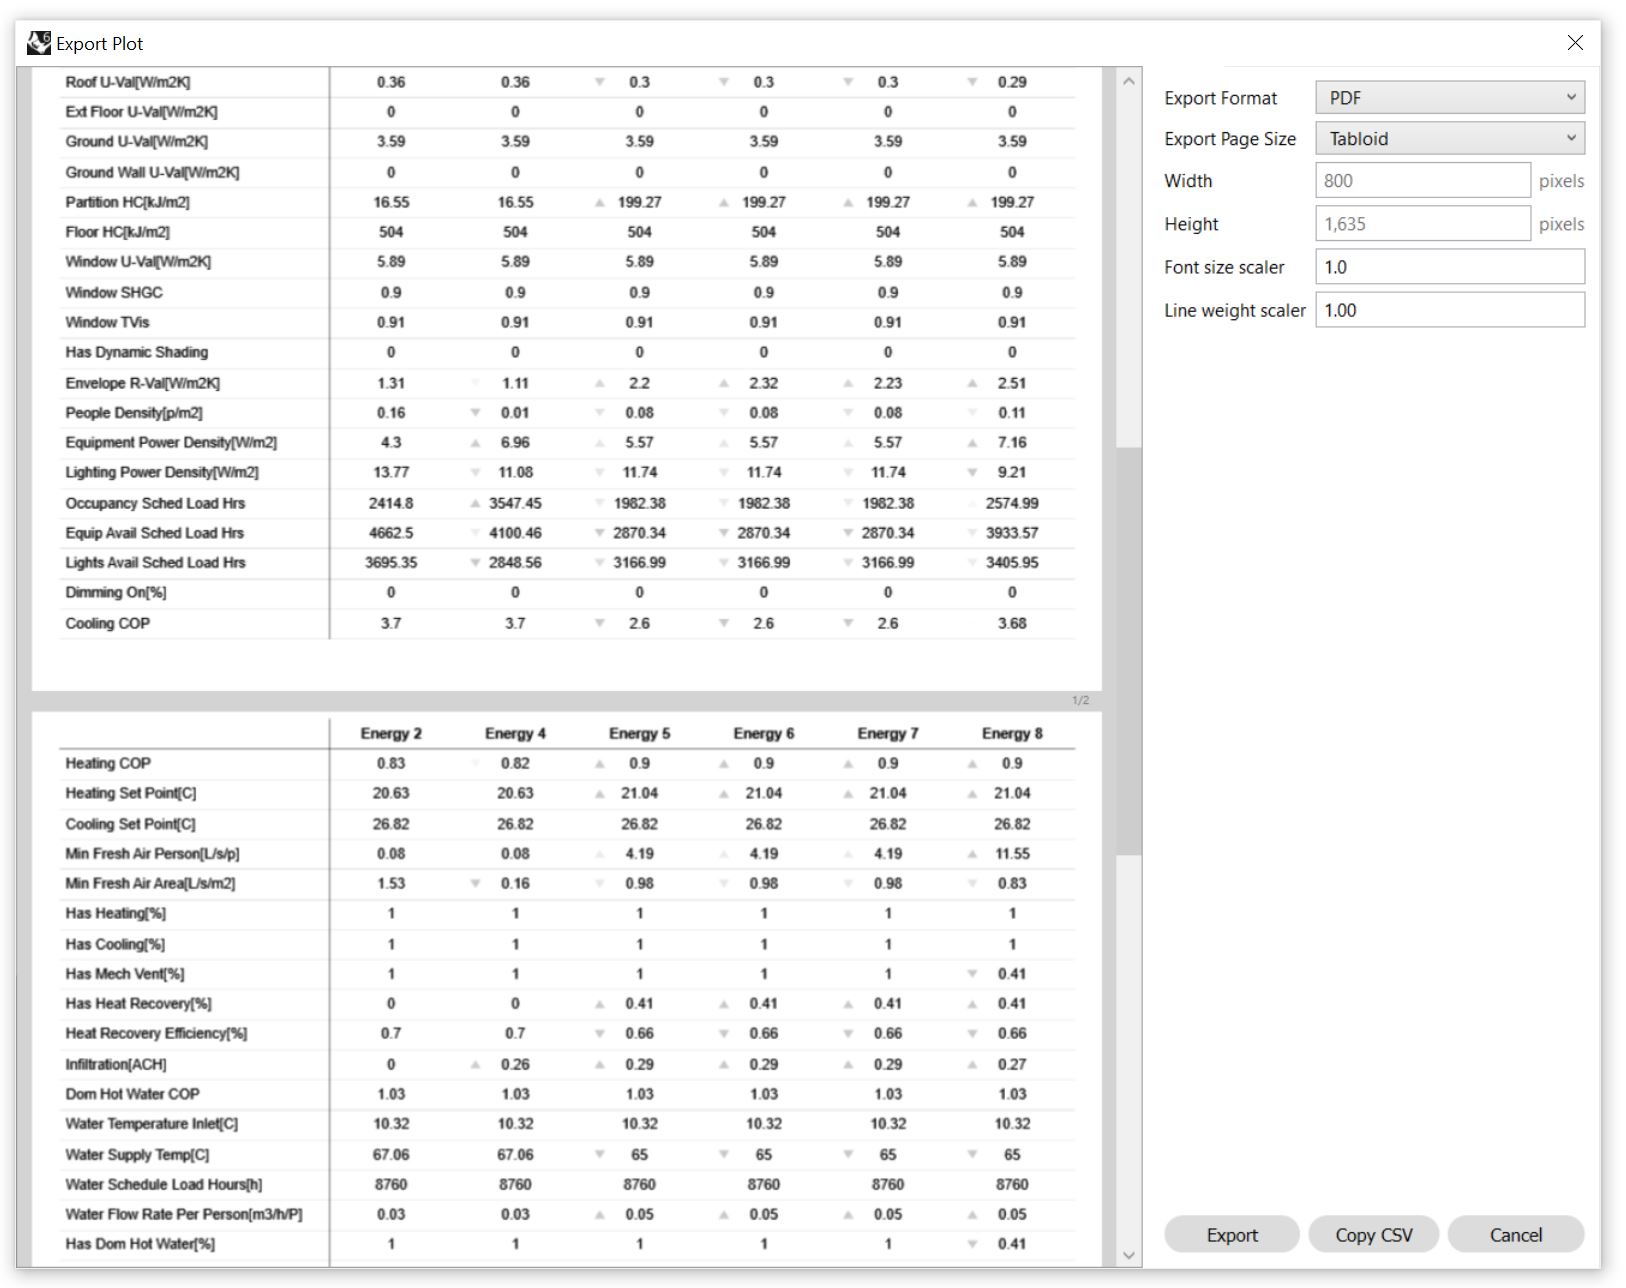 Export Plot
Roof U-Val[W/m2K] 0.36 0.36 0.3 0.3 0.3 0.29
Ext Floor U-Val[W/m2K] 0 0 0 0 0 0
Ground U-Val[W/m2K] 3.59 3.59 3.59 3.59 3.59 3.59
Ground Wall U-Val[W/m2K] 0 0 0 0 0 0
Partition HC[kJ/m2] 16.55 16.55 199.27 199.27 199.27 199.27
Floor HC[kJ/m2] 504 504 504 504 504 504
Window U-Val[W/m2K] 5.89 5.89 5.89 5.89 5.89 5.89
Window SHGC 0.9 0.9 0.9 0.9 0.9 0.9
Window TVis 0.91 0.91 0.91 0.91 0.91 0.91
Has Dynamic Shading 0 0 0 0 0 0
Envelope R-Val[W/m2K] 1.31 1.11 2.2 2.32 2.23 2.51
People Density[p/m2] 0.16 0.01 0.08 0.08 0.08 0.11
Equipment Power Density[W/m2] 4.3 6.96 5.57 5.57 5.57 7.16
Lighting Power Density[W/m2] 13.77 11.08 11.74 11.74 11.74 9.21
Occupancy Sched Load Hrs 2414.8 3547.45 1982.38 1982.38 1982.38 2574.99
Equip Avail Sched Load Hrs 4662.5 4100.46 2870.34 2870.34 2870.34 3933.57
Lights Avail Sched Load Hrs 3695.35 2848.56 3166.99 3166.99 3166.99 3405.95
Dimming On[%] 0 0 0 0 0 0
Cooling COP 3.7 3.7 2.6 2.6 2.6 3.68
1/2
Energy 2 Energy 4 Energy 5 Energy 6 Energy 7 Energy 8
Heating COP 0.83 0.82 0.9 0.9 0.9 0.9
Heating Set Point[C] 20.63 20.63 21.04 21.04 21.04 21.04
Cooling Set Point[C] 26.82 26.82 26.82 26.82 26.82 26.82
Min Fresh Air Person[L/s/p] 0.08 0.08 4.19 4.19 4.19 11.55
Min Fresh Air Area[L/s/m2] 1.53 0.16 0.98 0.98 0.98 0.83
Has Heating[%] 1 1 1 1 1 1
Has Cooling[%] 1 1 1 1 1 1
Has Mech Vent[%] 1 1 1 1 1 0.41
Has Heat Recovery[%] 0 0 0.41 0.41 0.41 0.41
Heat Recovery Efficiency[%] 0.7 0.7 0.66 0.66 0.66 0.66
Infiltration[ACH] 0 0.26 0.29 0.29 0.29 0.27
Dom Hot Water COP 1.03 1.03 1.03 1.03 1.03 1.03
Water Temperature Inlet[C] 10.32 10.32 10.32 10.32 10.32 10.32
Water Supply Temp[C] 67.06 67.06 65 65 65 65
Water Schedule Load Hours[h] 8760 8760 8760 8760 8760 8760
Water Flow Rate Per Person[m3/h/P] 0.03 0.03 0.05 0.05 0.05 0.05
Has Dom Hot Water[%] 1 1 1 1 1 0.41
Export Format PDF
Export Page Size Tabloid
Width 800 pixels
Height 1,635 pixels
Font size scaler 1.0
Line weight scaler 1.00
Export Copy CSV Cancel